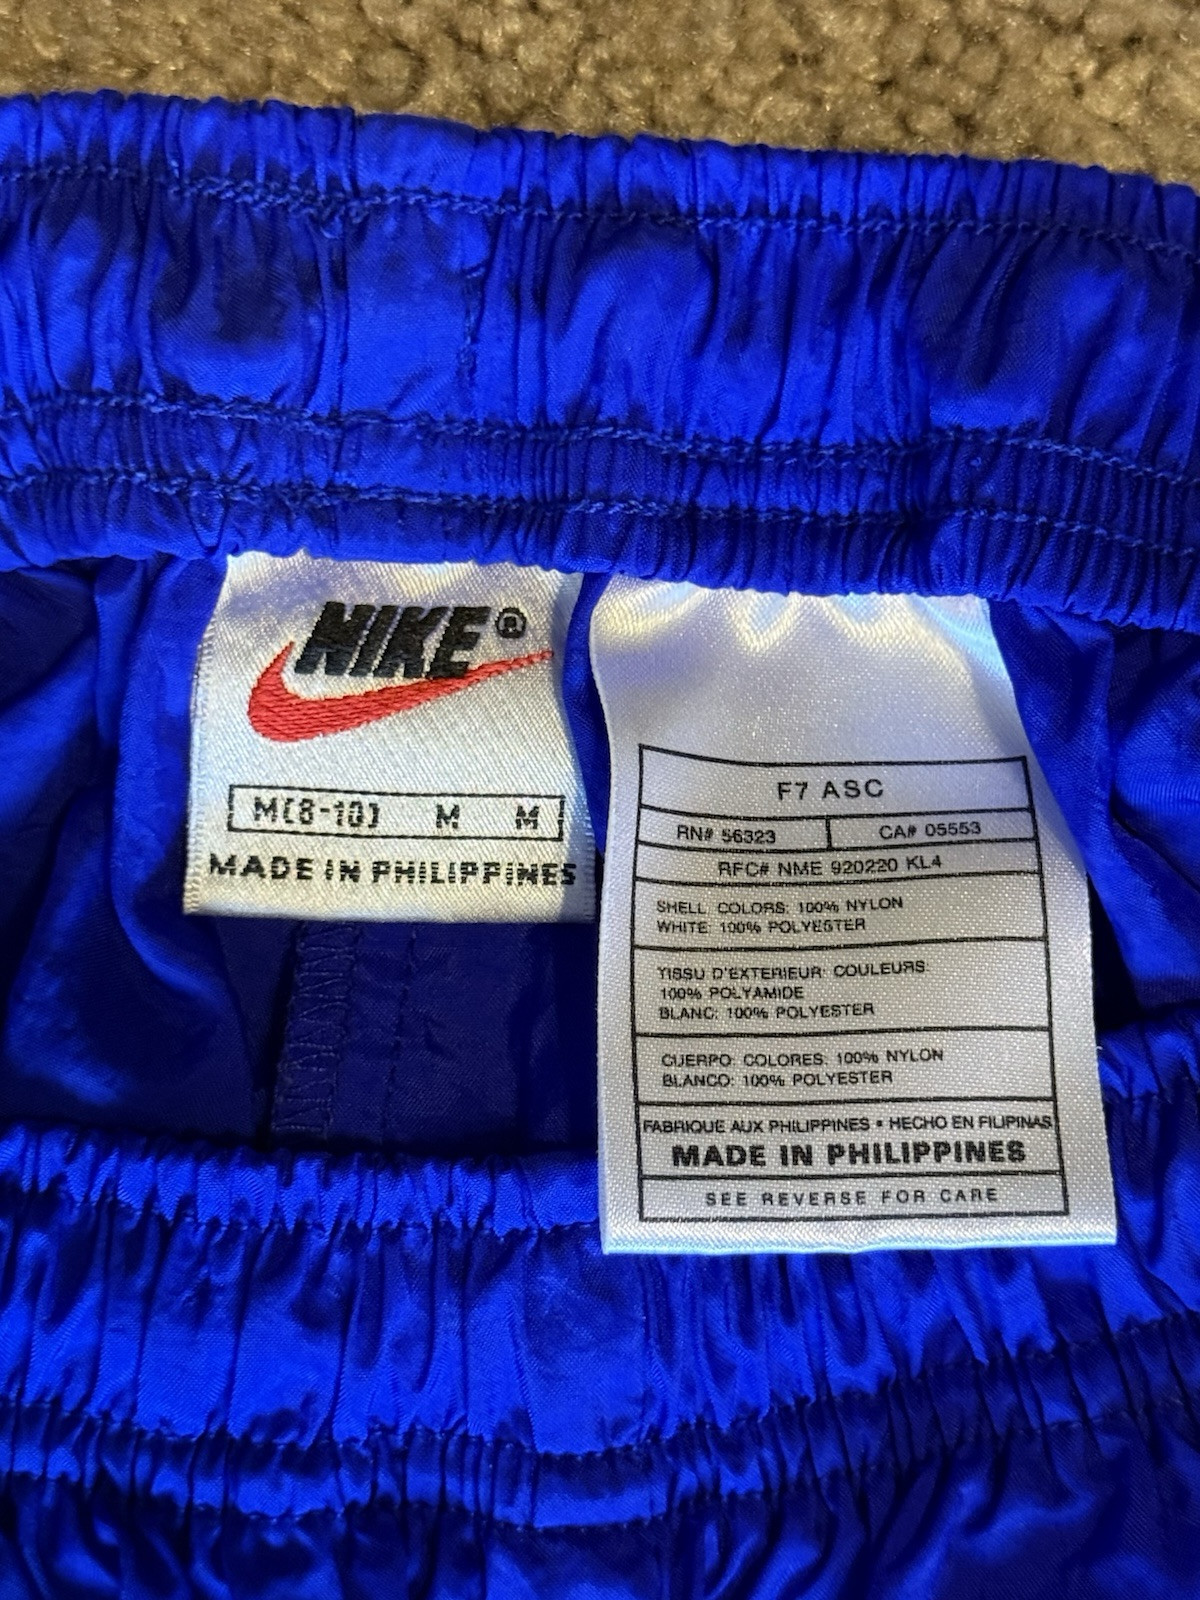 NIKE®
M(8-10) M M
MADE IN PHILIPPINES
F7 ASC
RN# 56323 CA# 05553
RFC# NME 920220 KL4
SHELL: COLORS: 100% NYLON
WHITE: 100% POLYESTER
TISSU D'EXTERIEUR: COULEURS:
100% POLYAMIDE
BLANC: 100% POLYESTER
CUERPO: COLORES: 100% NYLON
BLANCO: 100% POLYESTER
FABRIQUE AUX PHILIPPINES • HECHO EN FILIPINAS
MADE IN PHILIPPINES
SEE REVERSE FOR CARE